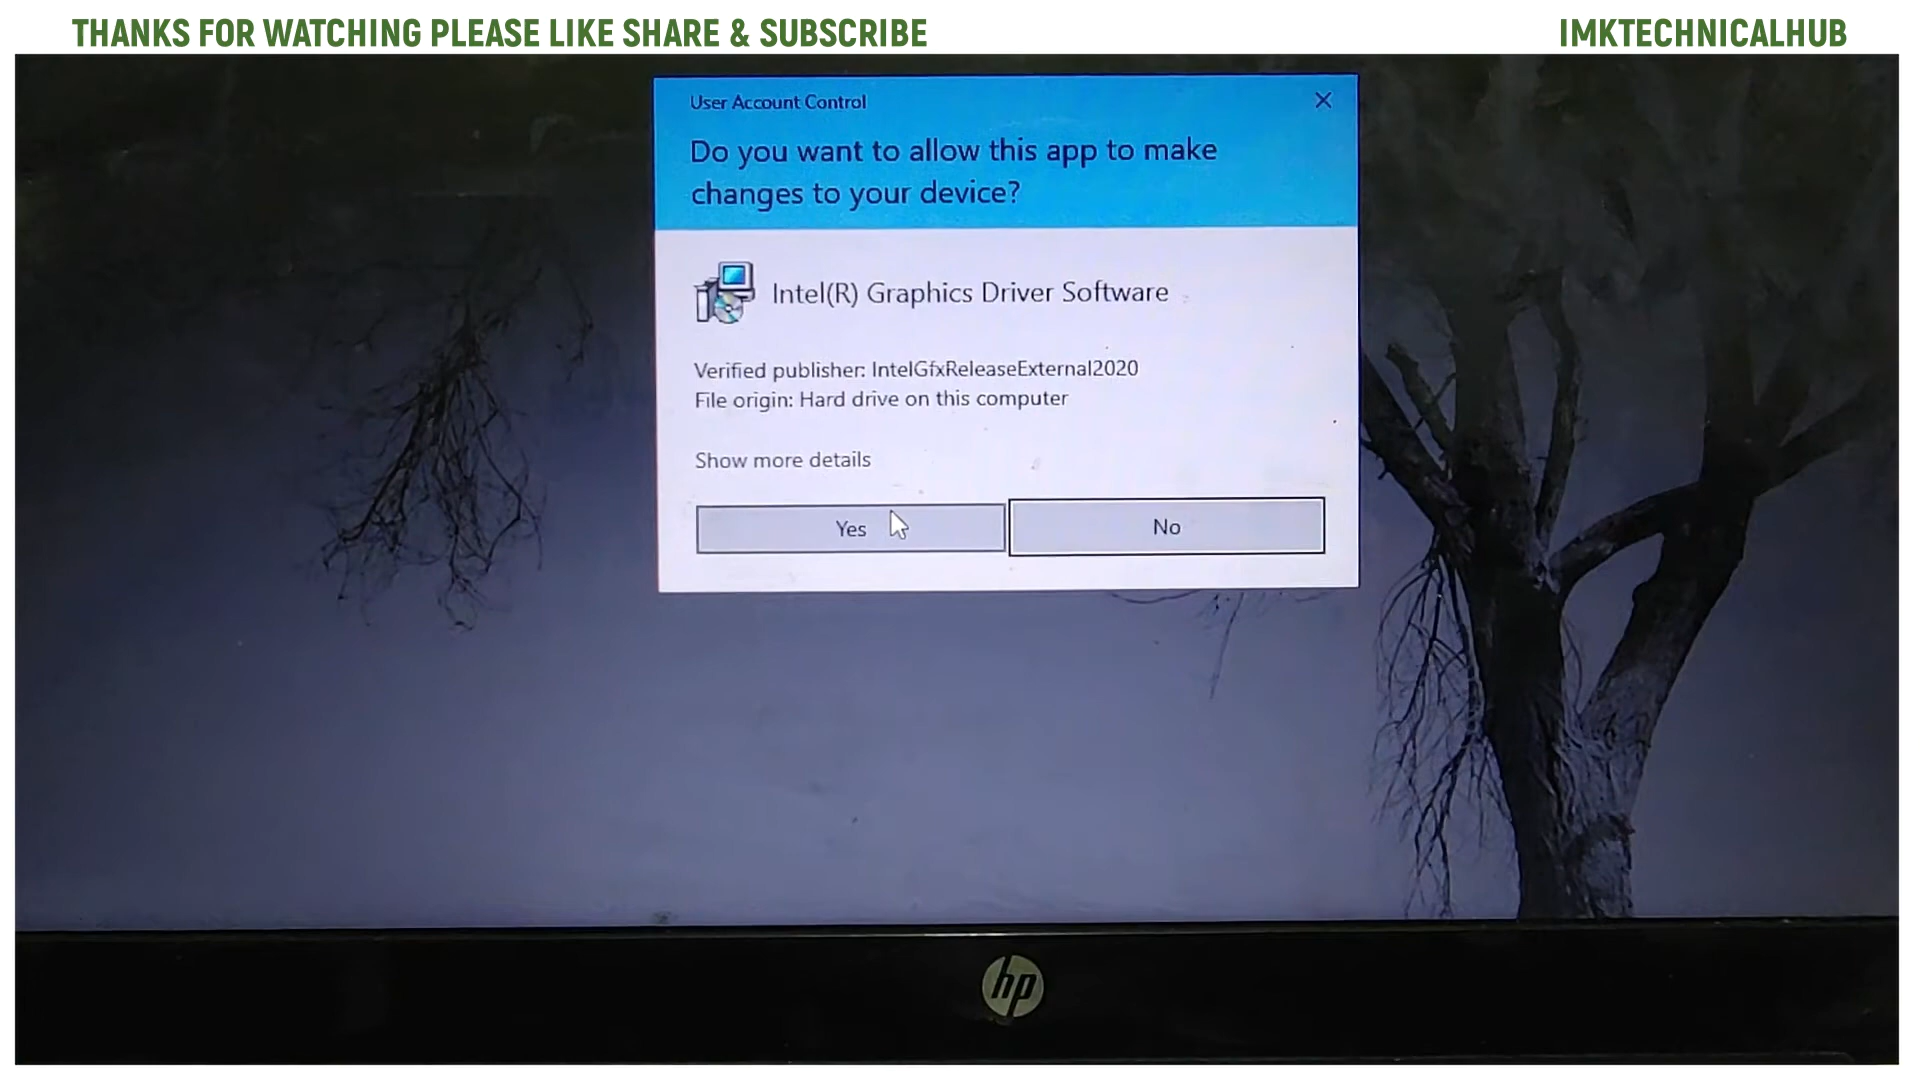 THANKS FOR WATCHING PLEASE LIKE SHARE & SUBSCRIBE
IMKTECHNICALHUB
User Account Control
Do you want to allow this app to make
changes to your device?
Intel(R) Graphics Driver Software
Verified publisher: IntelGfxReleaseExternal2020
File origin: Hard drive on this computer
Show more details
Yes
No
hp